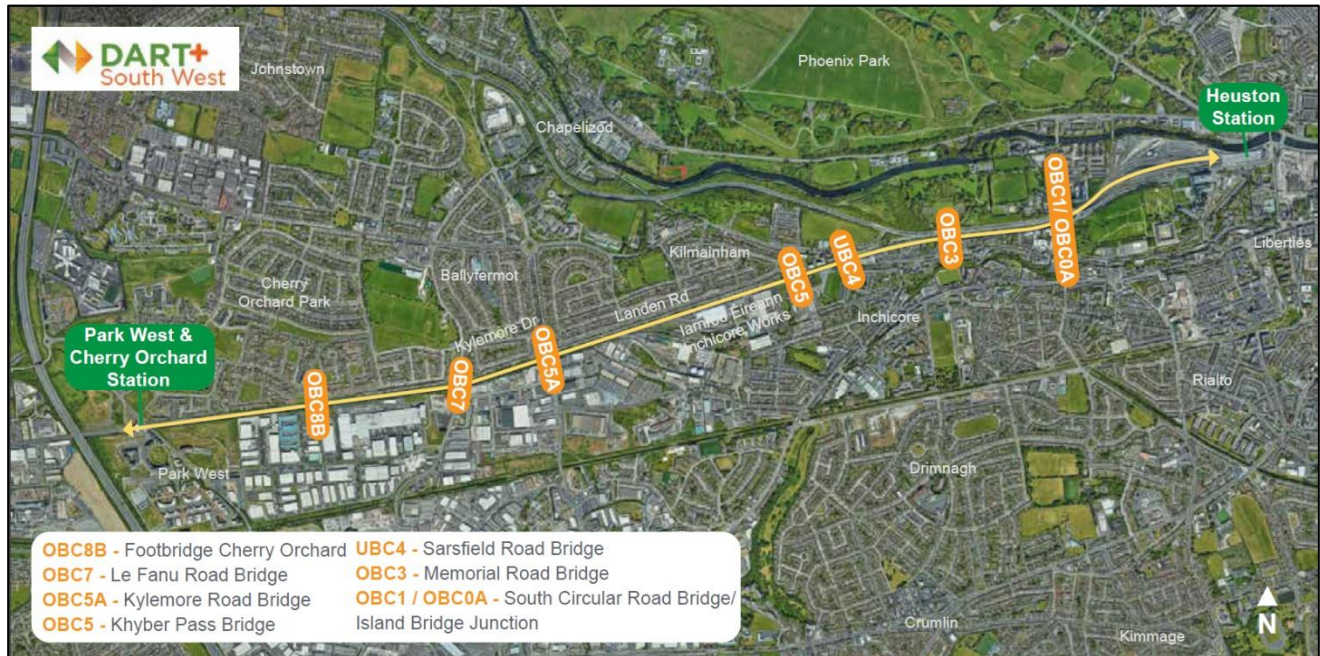 DART+
South West
Johnstown
Phoenix Park
Chapelizod
Heuston
Station
OBC1/ OBC0A
OBC3
UBC4
OBC5
Kilmainham
Liberties
Cherry
Orchard Park
Ballyfermot
Landen Rd
Iarnród Éireann
Inchicore Works
Inchicore
Kylemore Dr
Park West &
Cherry Orchard
Station
OBC5A
OBC7
OBC8B
Rialto
Park West
Drimnagh
OBC8B - Footbridge Cherry Orchard
OBC7 - Le Fanu Road Bridge
OBC5A - Kylemore Road Bridge
OBC5 - Khyber Pass Bridge
UBC4 - Sarsfield Road Bridge
OBC3 - Memorial Road Bridge
OBC1 / OBC0A - South Circular Road Bridge/
Island Bridge Junction
Crumlin
Kimmage
N